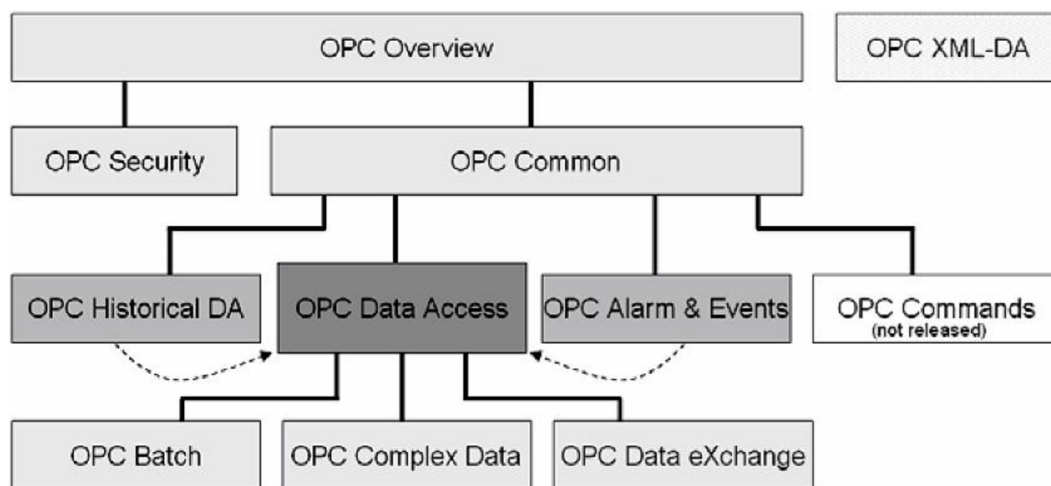 OPC Overview
OPC XML-DA
OPC Security
OPC Common
OPC Historical DA
OPC Data Access
OPC Alarm & Events
OPC Commands
(not released)
OPC Batch
OPC Complex Data
OPC Data eXchange